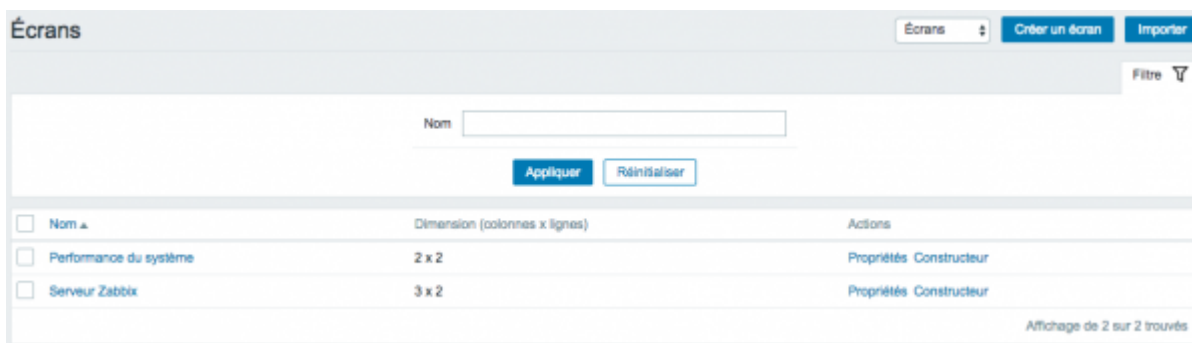 Écrans
Écrans Créer un écran Importer
Filtre
Nom
Appliquer Réinitialiser
Nom Dimension (colonnes x lignes) Actions
Performance du système 2 x 2 Propriétés Constructeur
Serveur Zabbix 3 x 2 Propriétés Constructeur
Affichage de 2 sur 2 trouvés